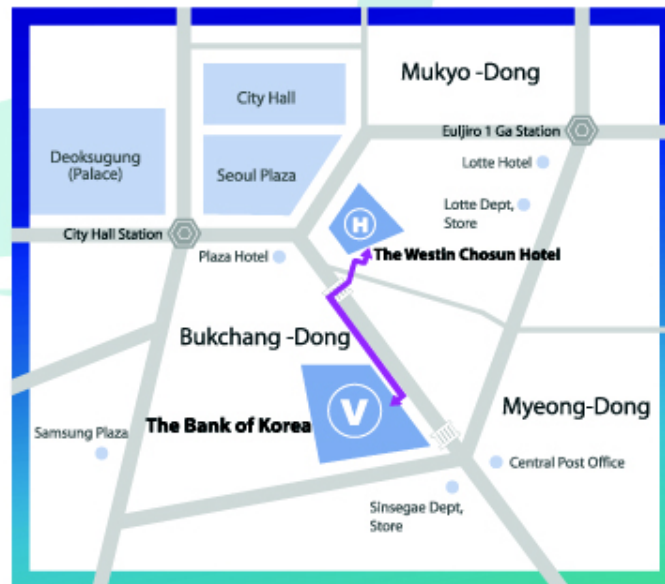 Mukyo -Dong
City Hall
Euljiro 1 Ga Station
Deoksugung
(Palace)
Seoul Plaza
Lotte Hotel
Lotte Dept,
Store
H
City Hall Station
Plaza Hotel
The Westin Chosun Hotel
Bukchang -Dong
V
The Bank of Korea
Myeong-Dong
Samsung Plaza
Central Post Office
Sinsegae Dept,
Store